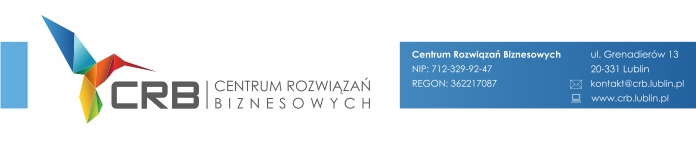 CRB
CENTRUM ROZWIĄZAŃ
BIZNESOWYCH
Centrum Rozwiązań Biznesowych
NIP: 712-329-92-47
REGON: 362217087
ul. Grenadierów 13
20-331 Lublin
kontakt@crb.lublin.pl
www.crb.lublin.pl